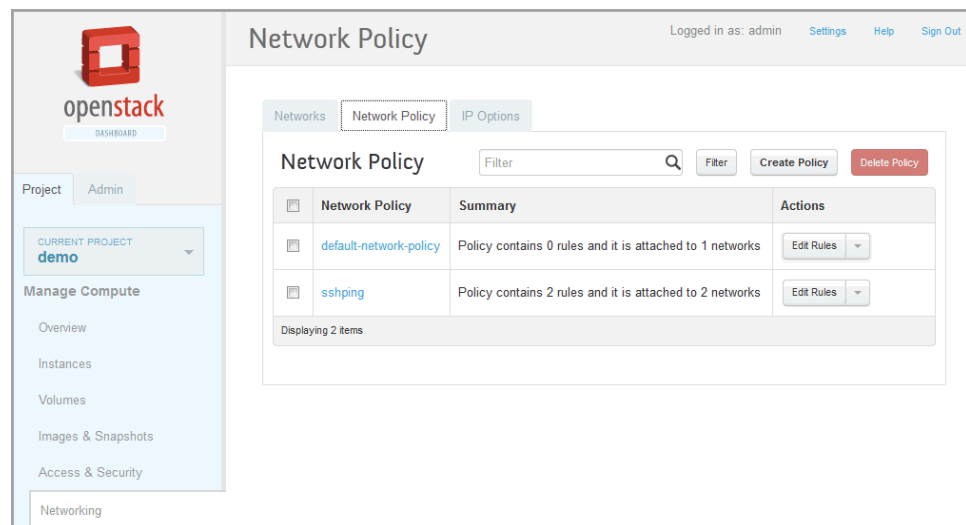 Network Policy
Logged in as: admin Settings Help Sign Out
openstack
DASHBOARD
Project Admin
CURRENT PROJECT
demo
Manage Compute
Overview
Instances
Volumes
Images & Snapshots
Access & Security
Networking
Networks Network Policy IP Options
Network Policy Filter Filter Create Policy Delete Policy
Network Policy Summary Actions
default-network-policy Policy contains 0 rules and it is attached to 1 networks Edit Rules
sshping Policy contains 2 rules and it is attached to 2 networks Edit Rules
Displaying 2 items